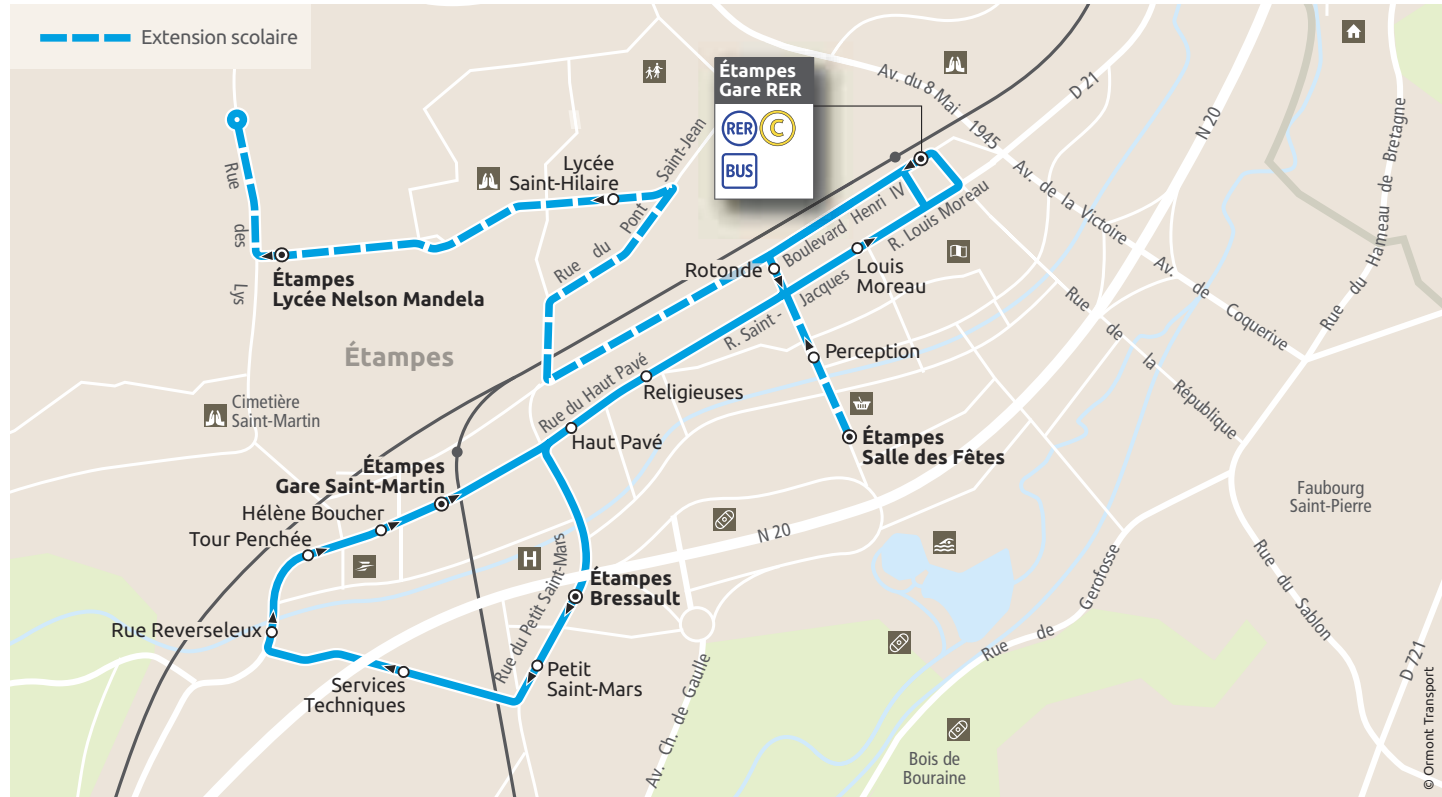 Extension scolaire
Étampes
Gare RER
RER
C
BUS
Av. du 8 Mai 1945
D 21
N 20
Rue du Hameau de Bretagne
Av. de la Victoire
Av. de Coquerive
Rue de la République
Lycée
Saint-Hilaire
Rue du Pont Saint-Jean
Rue des Lys
Étampes
Lycée Nelson Mandela
Boulevard Henri IV
R. Louis Moreau
Rotonde
Louis
Moreau
R. Saint - Jacques
Perception
Étampes
Rue du Haut Pavé
Religieuses
Haut Pavé
Cimetière
Saint-Martin
Étampes
Salle des Fêtes
Étampes
Gare Saint-Martin
Hélène Boucher
Tour Penchée
H
N 20
Faubourg
Saint-Pierre
Rue du Petit Saint-Mars
Étampes
Bressault
Rue de Gerofosse
Rue du Sablon
Rue Reverseleux
Services
Techniques
Petit
Saint-Mars
Av. Ch. de Gaulle
D 721
Bois de
Bouraine
© Ormont Transport